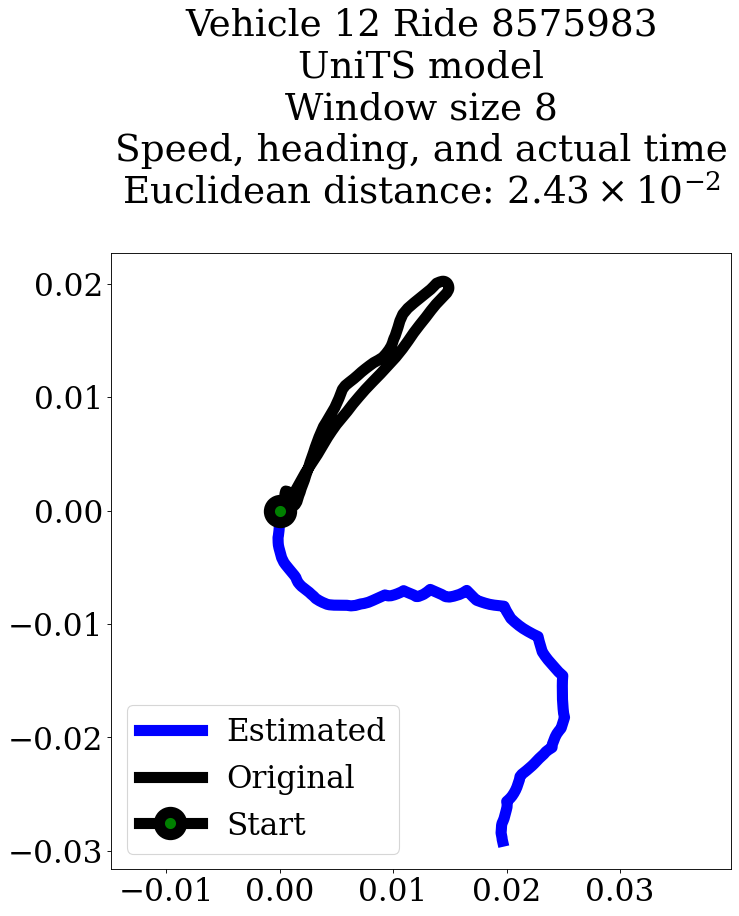 Vehicle 12 Ride 8575983
UniTS model
Window size 8
Speed, heading, and actual time
Euclidean distance: 2.43 × 10⁻²
0.02
0.01
0.00
−0.01
−0.02
−0.03
Estimated
Original
Start
−0.01 0.00 0.01 0.02 0.03